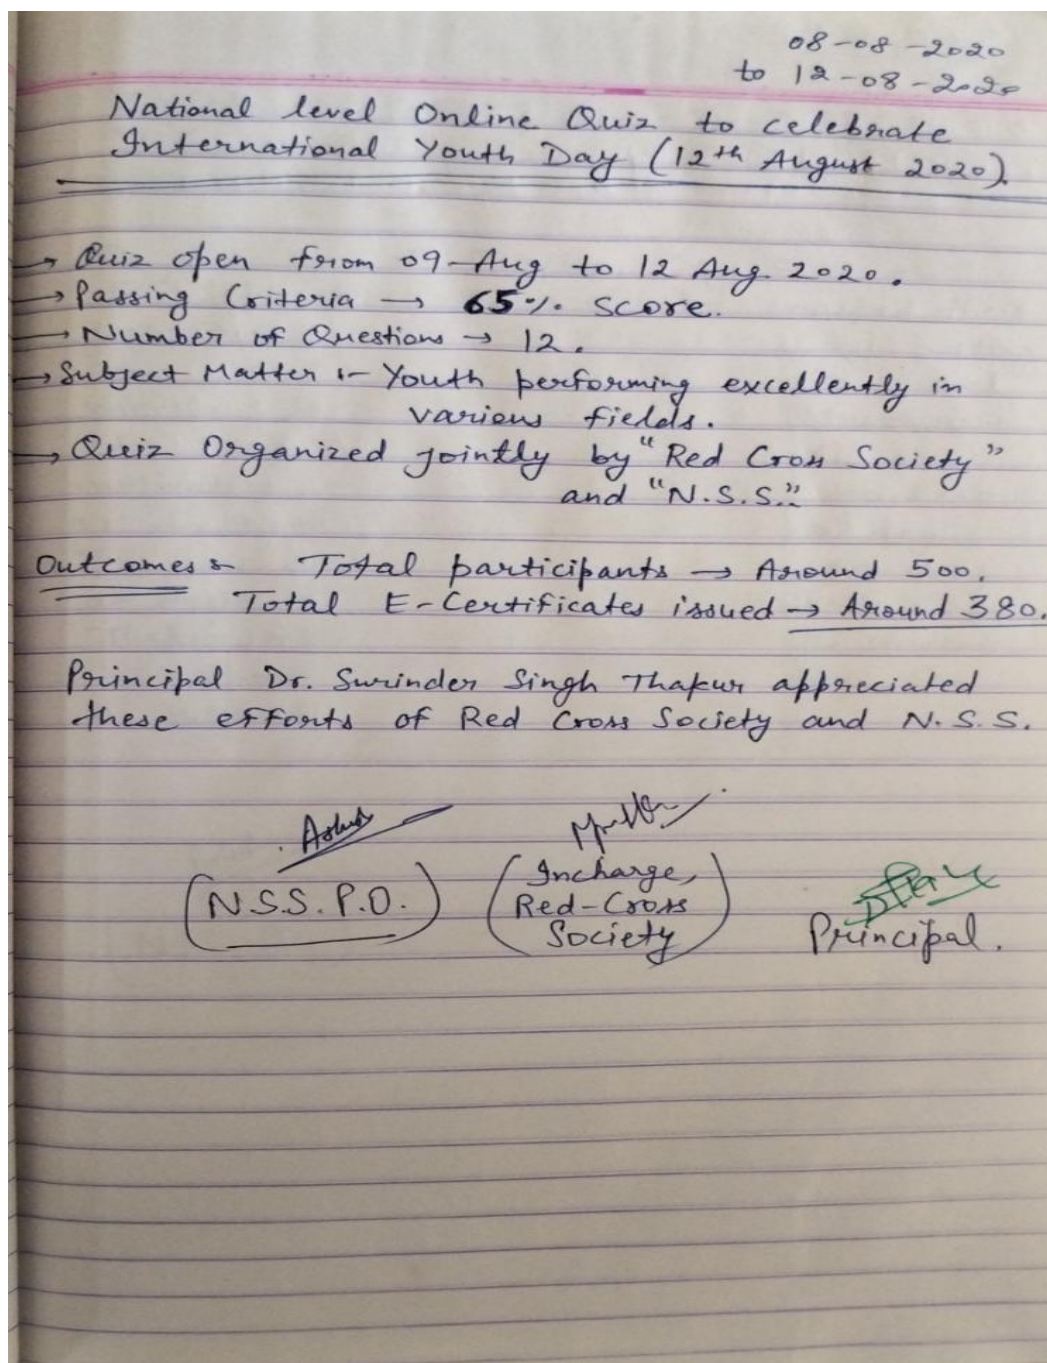 08-08-2020
to 12-08-2020
National level Online Quiz to celebrate
International Youth Day (12th August 2020).
→ Quiz open from 09-Aug to 12 Aug. 2020.
→ Passing Criteria → 65% score.
→ Number of Questions → 12.
→ Subject Matter :- Youth performing excellently in
various fields.
→ Quiz Organized jointly by "Red Cross Society"
and "N.S.S."
Outcomes :- Total participants → Around 500.
Total E-Certificates issued → Around 380.
Principal Dr. Surinder Singh Thakur appreciated
these efforts of Red Cross Society and N.S.S.
(N.S.S. P.O.)
(Incharge,
Red-Cross
Society)
Principal.